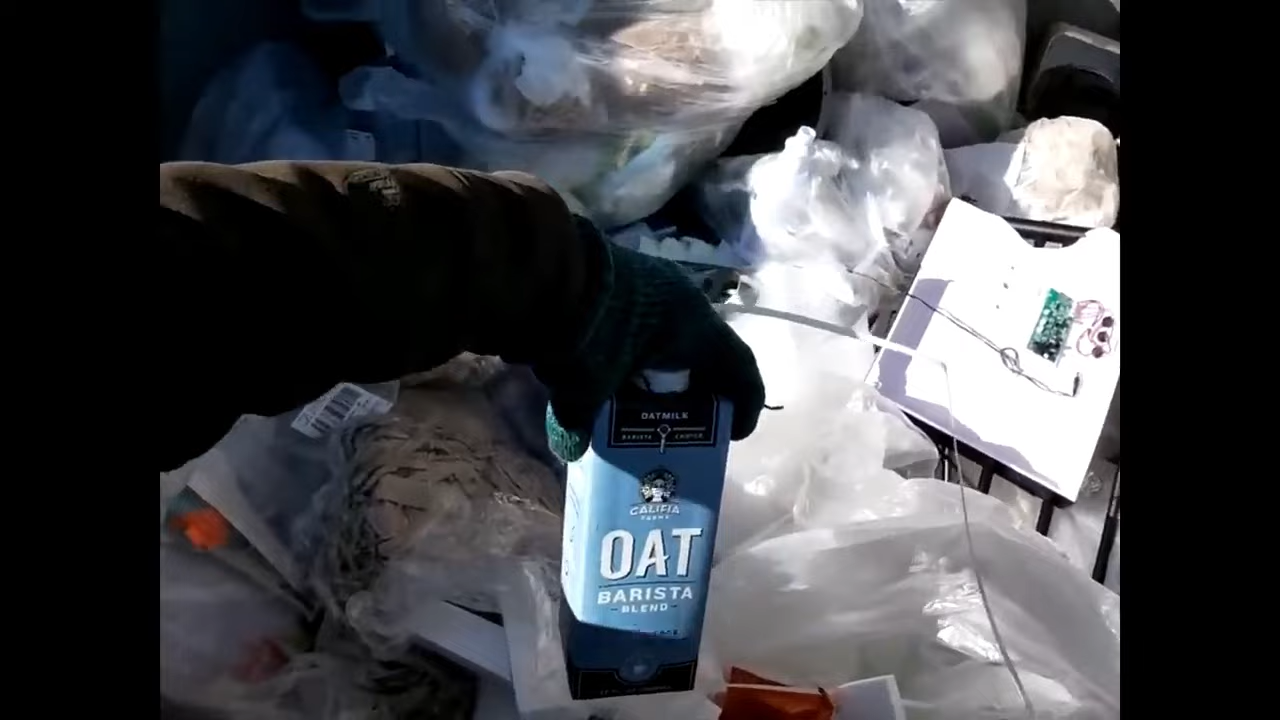 OATMILK
BARISTA CHOICE
CALIFIA
FARMS
OAT
BARISTA
BLEND